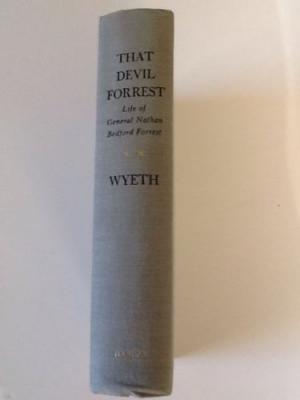 THAT
DEVIL
FORREST
Life of
General Nathan
Bedford Forrest
WYETH